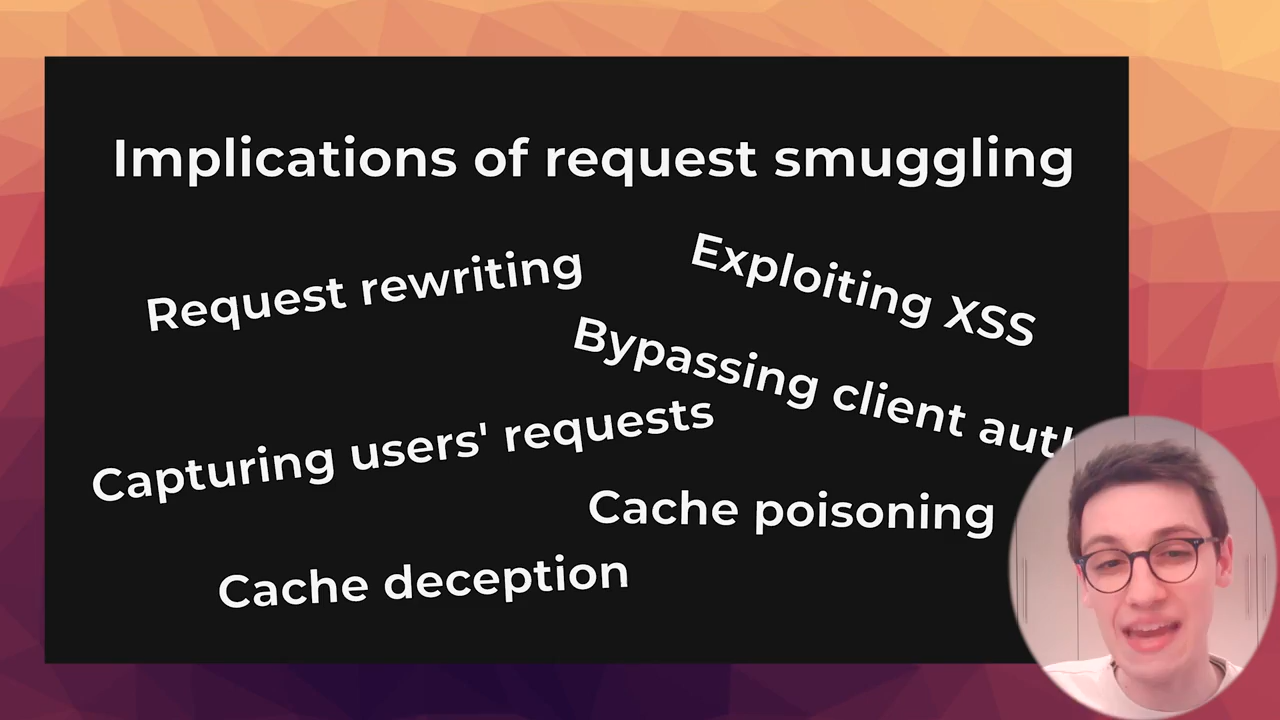 Implications of request smuggling
Request rewriting
Exploiting XSS
Bypassing client
Capturing users' requests
Cache poisoning
Cache deception